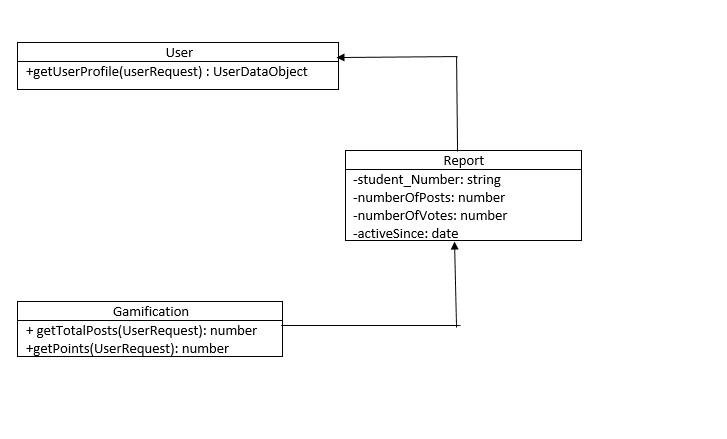 User
+getUserProfile(userRequest) : UserDataObject
Report
-student_Number: string
-numberOfPosts: number
-numberOfVotes: number
-activeSince: date
Gamification
+ getTotalPosts(UserRequest): number
+getPoints(UserRequest): number